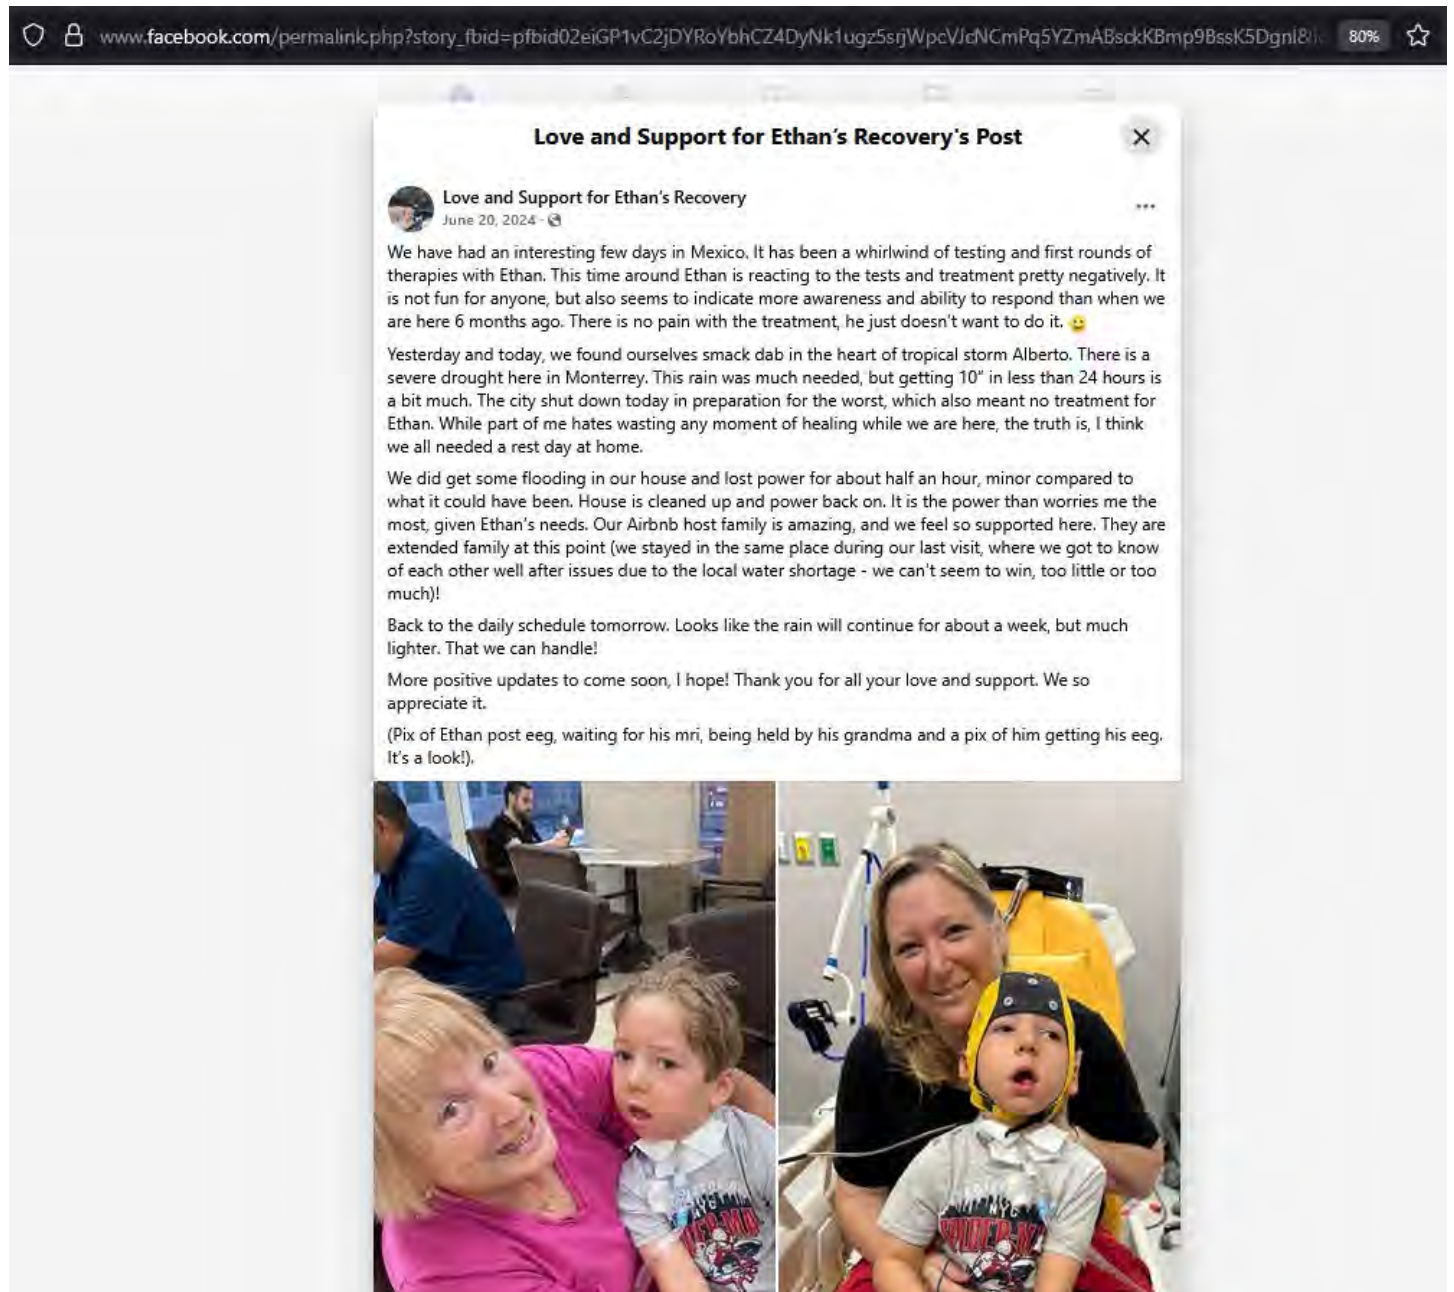 www.facebook.com/permalink.php?story_fbid=pfbid02eiGP1vC2jDYRoYbhCZ4DyNk1ugz5srjWpcVJcNCmPq5YZmABsckKBmp9BssK5Dgnl&
80%
Love and Support for Ethan's Recovery's Post
Love and Support for Ethan's Recovery
June 20, 2024 ·
We have had an interesting few days in Mexico. It has been a whirlwind of testing and first rounds of
therapies with Ethan. This time around Ethan is reacting to the tests and treatment pretty negatively. It
is not fun for anyone, but also seems to indicate more awareness and ability to respond than when we
are here 6 months ago. There is no pain with the treatment, he just doesn't want to do it.
Yesterday and today, we found ourselves smack dab in the heart of tropical storm Alberto. There is a
severe drought here in Monterrey. This rain was much needed, but getting 10" in less than 24 hours is
a bit much. The city shut down today in preparation for the worst, which also meant no treatment for
Ethan. While part of me hates wasting any moment of healing while we are here, the truth is, I think
we all needed a rest day at home.
We did get some flooding in our house and lost power for about half an hour, minor compared to
what it could have been. House is cleaned up and power back on. It is the power than worries me the
most, given Ethan's needs. Our Airbnb host family is amazing, and we feel so supported here. They are
extended family at this point (we stayed in the same place during our last visit, where we got to know
of each other well after issues due to the local water shortage - we can't seem to win, too little or too
much)!
Back to the daily schedule tomorrow. Looks like the rain will continue for about a week, but much
lighter. That we can handle!
More positive updates to come soon, I hope! Thank you for all your love and support. We so
appreciate it.
(Pix of Ethan post eeg, waiting for his mri, being held by his grandma and a pix of him getting his eeg.
It's a look!).
NYC
NYC